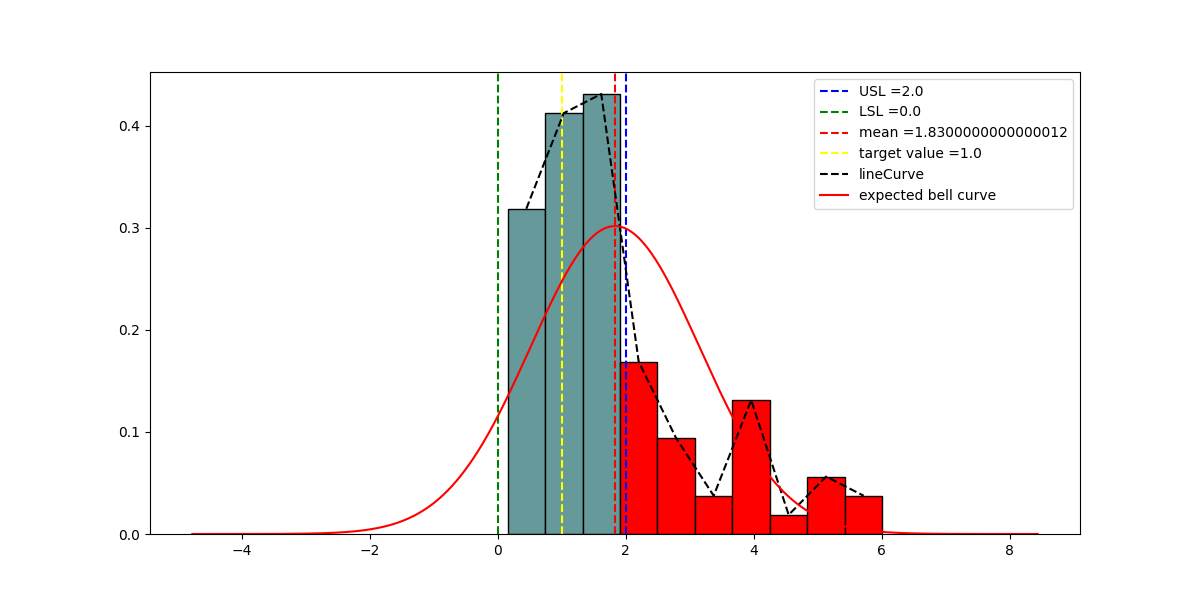 USL =2.0
LSL =0.0
mean =1.8300000000000012
target value =1.0
lineCurve
expected bell curve
0.4
0.3
0.2
0.1
0.0
−4 −2 0 2 4 6 8